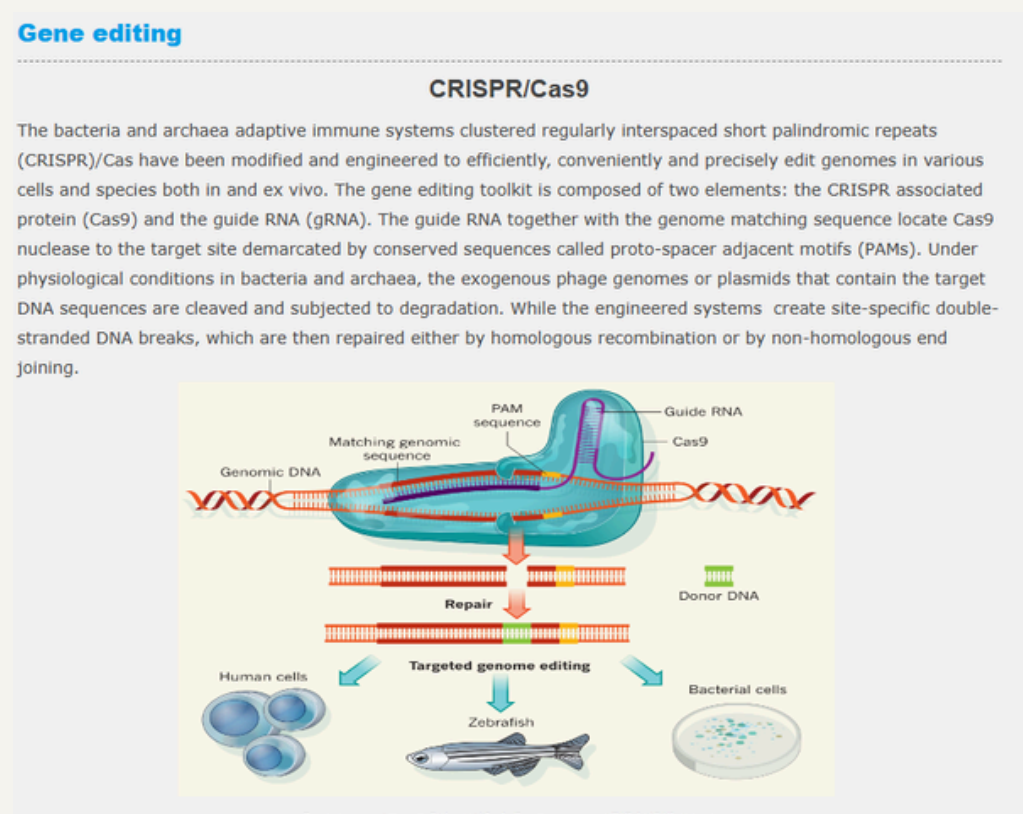 Gene editing
CRISPR/Cas9
The bacteria and archaea adaptive immune systems clustered regularly interspaced short palindromic repeats
(CRISPR)/Cas have been modified and engineered to efficiently, conveniently and precisely edit genomes in various
cells and species both in and ex vivo. The gene editing toolkit is composed of two elements: the CRISPR associated
protein (Cas9) and the guide RNA (gRNA). The guide RNA together with the genome matching sequence locate Cas9
nuclease to the target site demarcated by conserved sequences called proto-spacer adjacent motifs (PAMs). Under
physiological conditions in bacteria and archaea, the exogenous phage genomes or plasmids that contain the target
DNA sequences are cleaved and subjected to degradation. While the engineered systems create site-specific double-
stranded DNA breaks, which are then repaired either by homologous recombination or by non-homologous end
joining.
PAM
sequence
Guide RNA
Cas9
Matching genomic
sequence
Genomic DNA
Donor DNA
Repair
Targeted genome editing
Human cells
Zebrafish
Bacterial cells